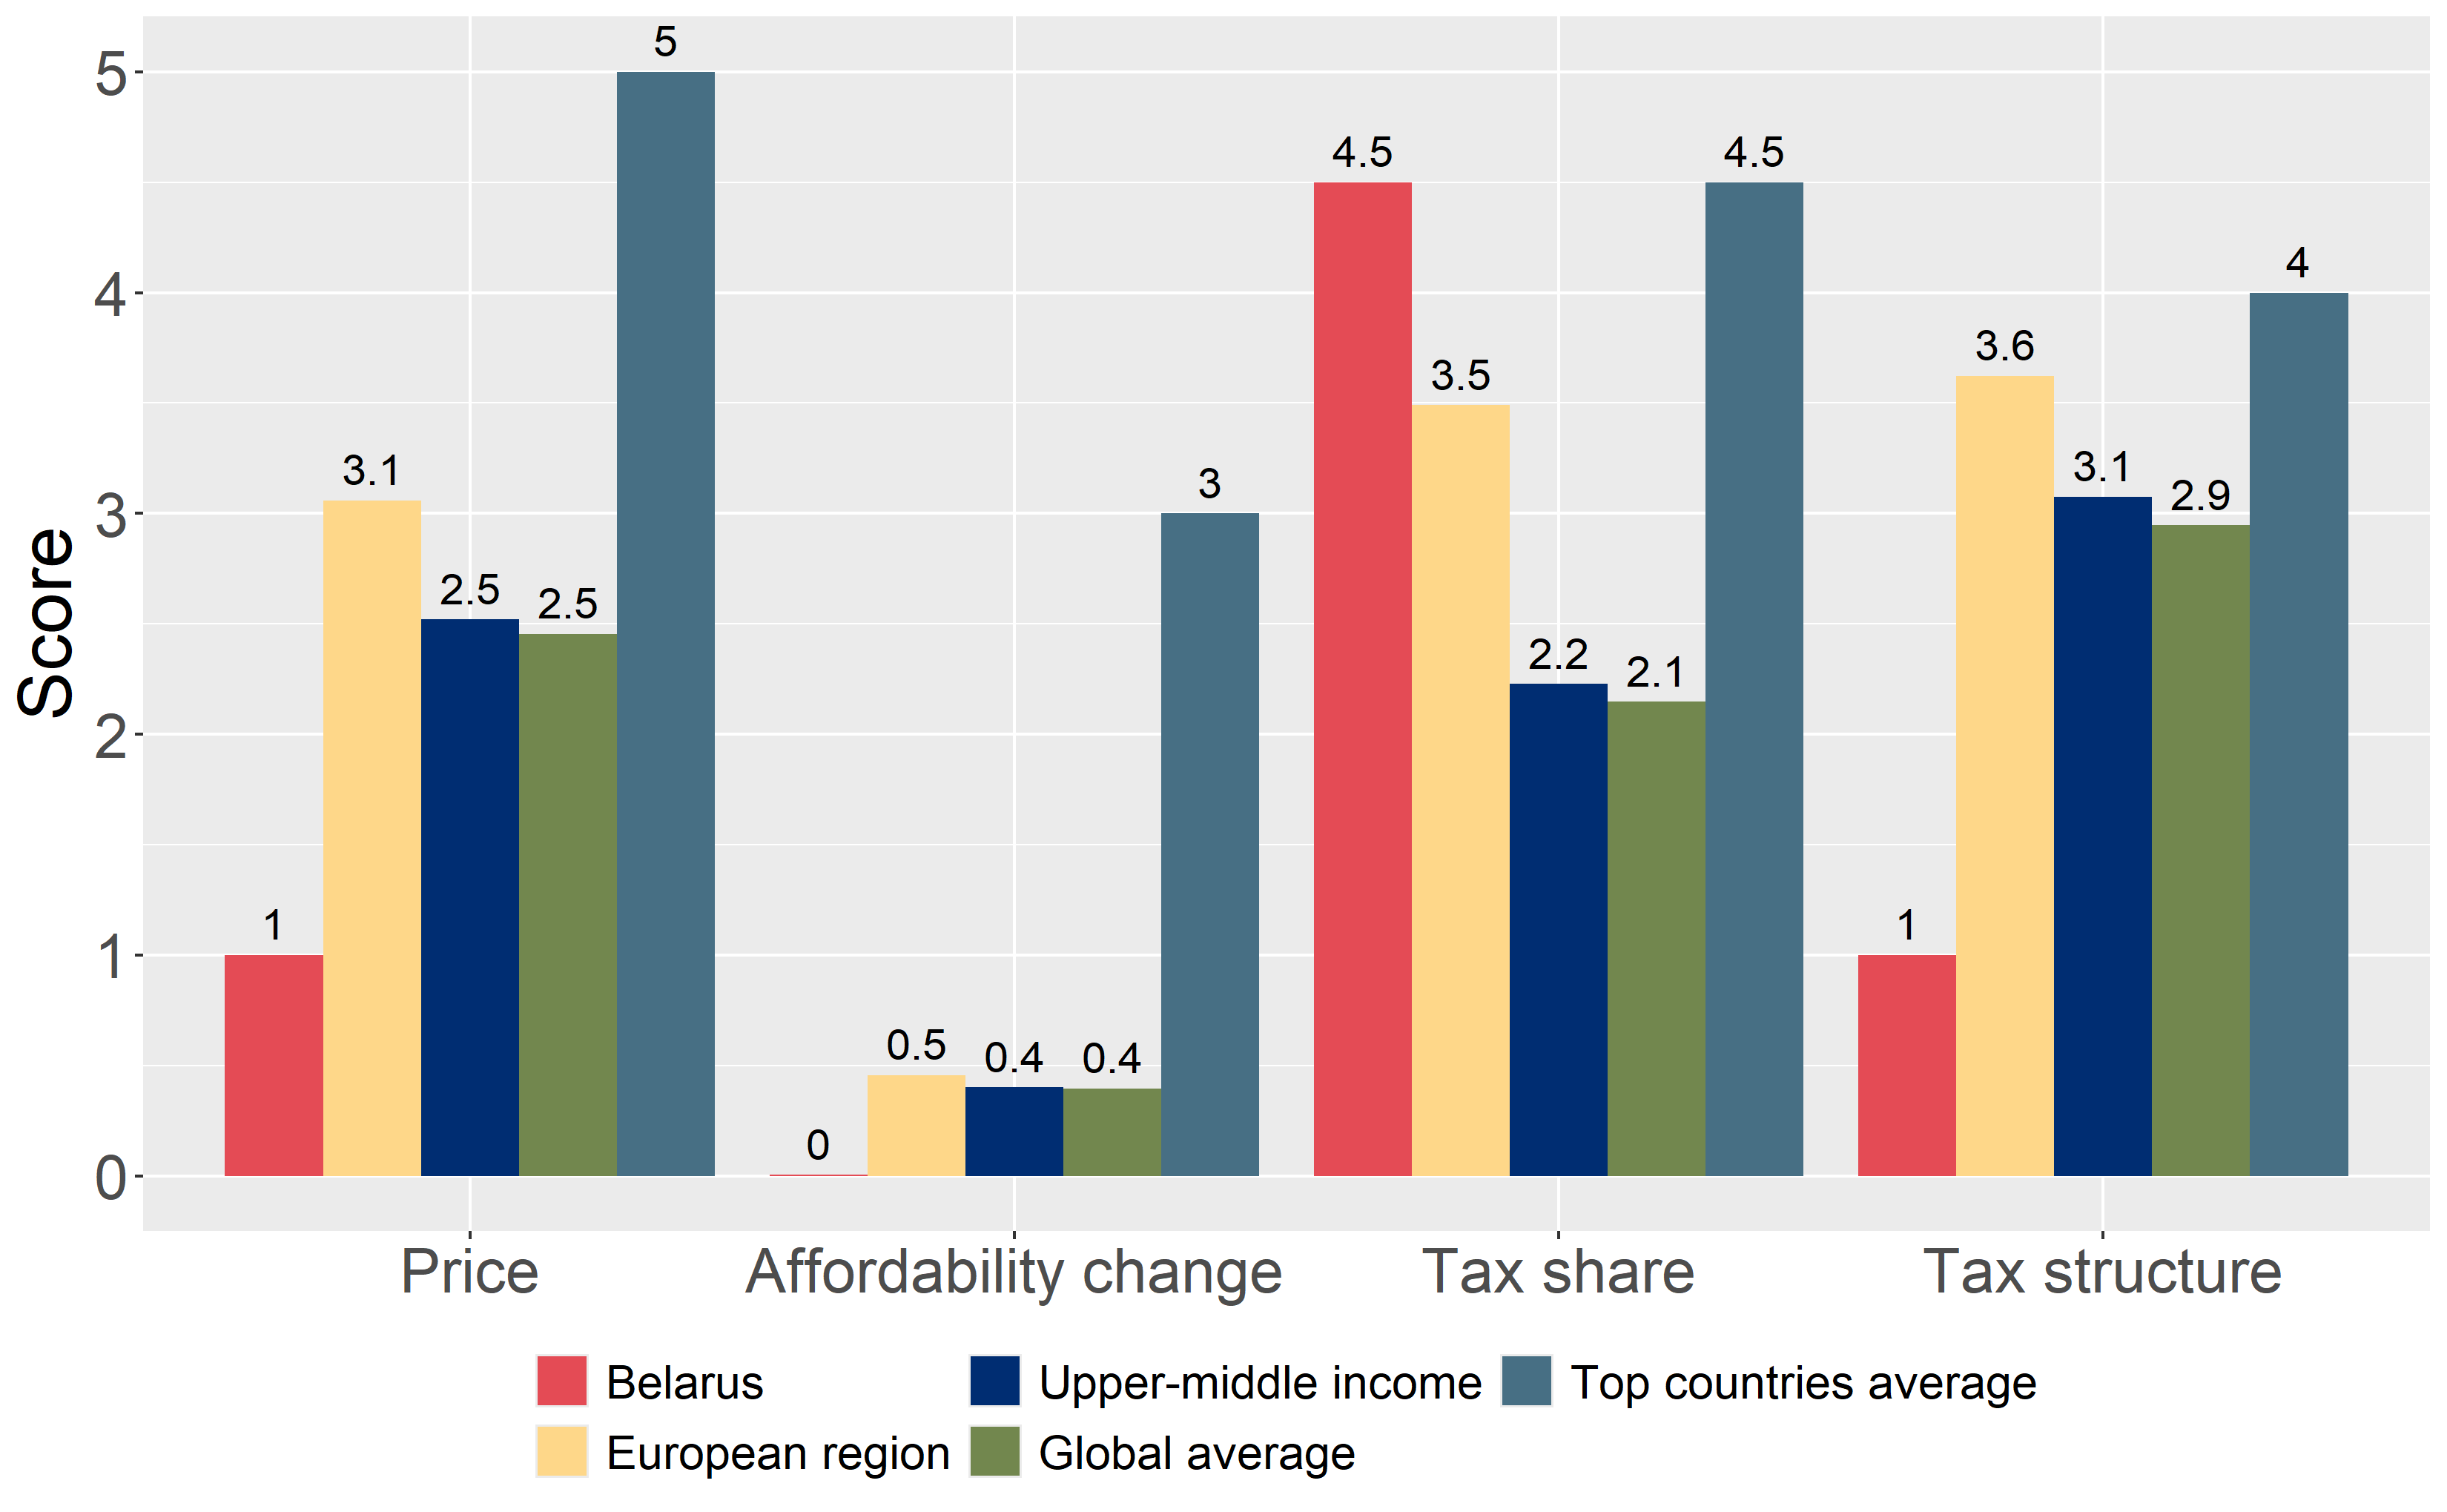 Score
5
4
3
2
1
0
1
3.1
2.5
2.5
5
0
0.5
0.4
0.4
3
4.5
3.5
2.2
2.1
4.5
1
3.6
3.1
2.9
4
Price
Affordability change
Tax share
Tax structure
Belarus
Upper-middle income
Top countries average
European region
Global average